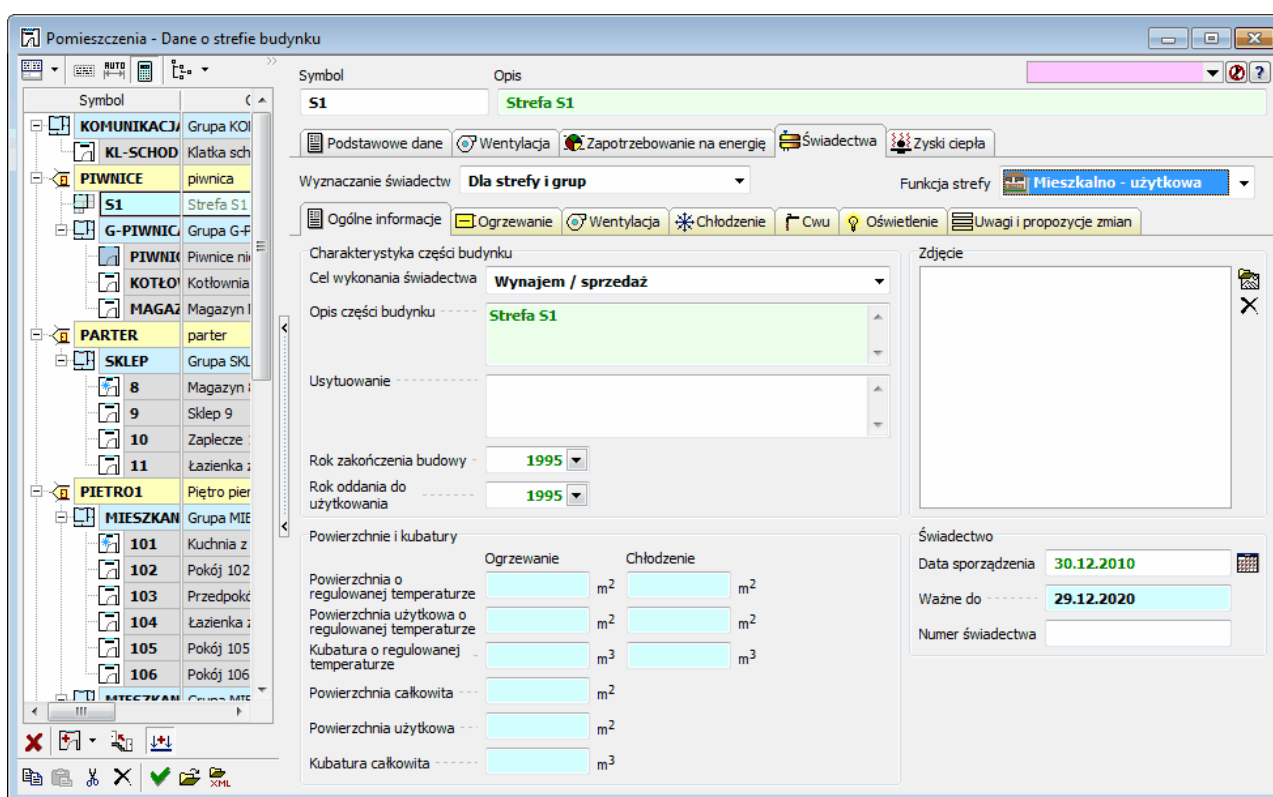 Pomieszczenia - Dane o strefie budynku
AUTO
»
Symbol
Opis
?
S1
Strefa S1
Symbol
KOMUNIKACJA Grupa KOM
KL-SCHOD Klatka sch
PIWNICE piwnica
S1 Strefa S1
G-PIWNIC Grupa G-P
PIWNI Piwnice ni
KOTŁO Kotłownia
MAGAZ Magazyn
PARTER parter
SKLEP Grupa SKL
8 Magazyn
9 Sklep 9
10 Zaplecze
11 Łazienka
PIETRO1 Piętro pier
MIESZKAN Grupa MIE
101 Kuchnia z
102 Pokój 102
103 Przedpok
104 Łazienka
105 Pokój 105
106 Pokój 106
MIESZKAN Grupa MIE
XML
Podstawowe dane Wentylacja Zapotrzebowanie na energię Świadectwa Zyski ciepła
Wyznaczanie świadectw Dla strefy i grup Funkcja strefy Mieszkalno - użytkowa
Ogólne informacje Ogrzewanie Wentylacja Chłodzenie Cwu Oświetlenie Uwagi i propozycje zmian
Charakterystyka części budynku
Cel wykonania świadectwa Wynajem / sprzedaż
Opis części budynku Strefa S1
Usytuowanie
Rok zakończenia budowy 1995
Rok oddania do
użytkowania 1995
Zdjęcie
Powierzchnie i kubatury
Ogrzewanie Chłodzenie
Powierzchnia o
regulowanej temperaturze m2 m2
Powierzchnia użytkowa o
regulowanej temperaturze m2 m2
Kubatura o regulowanej
temperaturze m3 m3
Powierzchnia całkowita m2
Powierzchnia użytkowa m2
Kubatura całkowita m3
Świadectwo
Data sporządzenia 30.12.2010
Ważne do 29.12.2020
Numer świadectwa